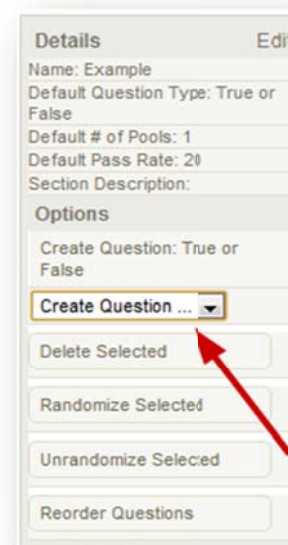 Details Edi
Name: Example
Default Question Type: True or
False
Default # of Pools: 1
Default Pass Rate: 20
Section Description:
Options
Create Question: True or
False
Create Question ...
Delete Selected
Randomize Selected
Unrandomize Selected
Reorder Questions